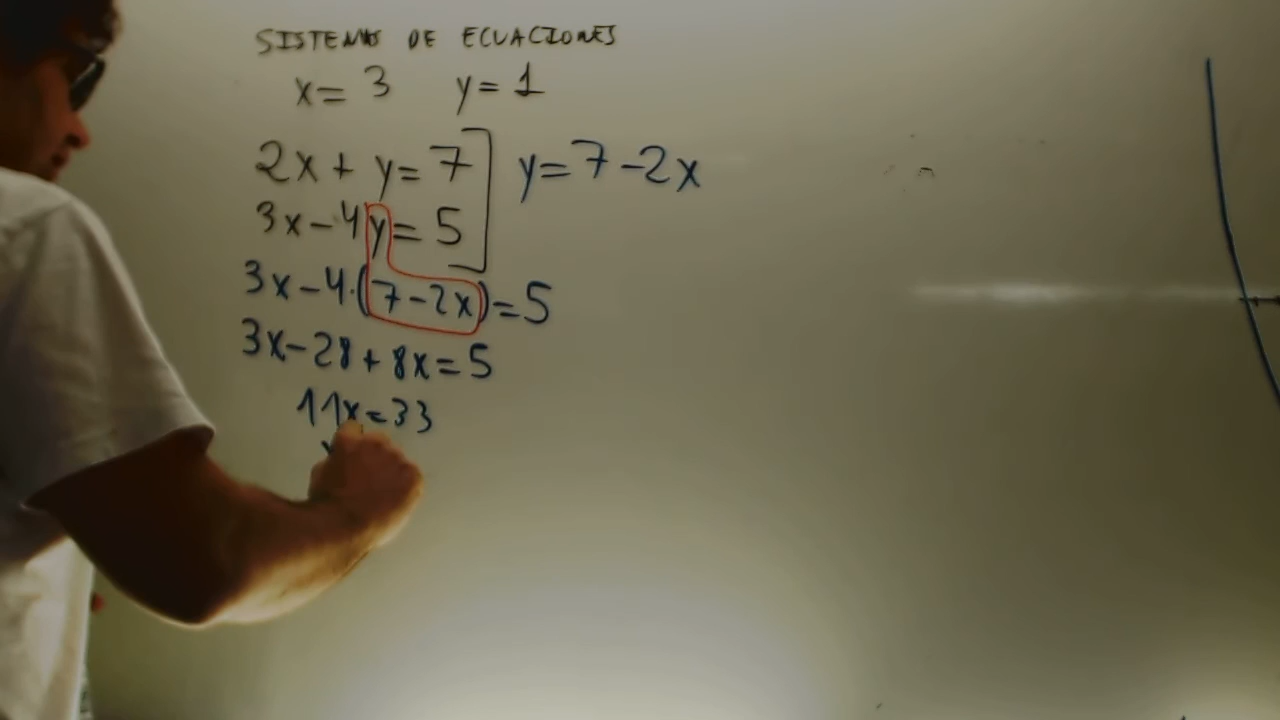 SISTEMAS DE ECUACIONES
x = 3 y = 1
2x + y = 7 ] y = 7 - 2x
3x - 4y = 5
3x - 4·(7 - 2x) = 5
3x - 28 + 8x = 5
11x = 33
x